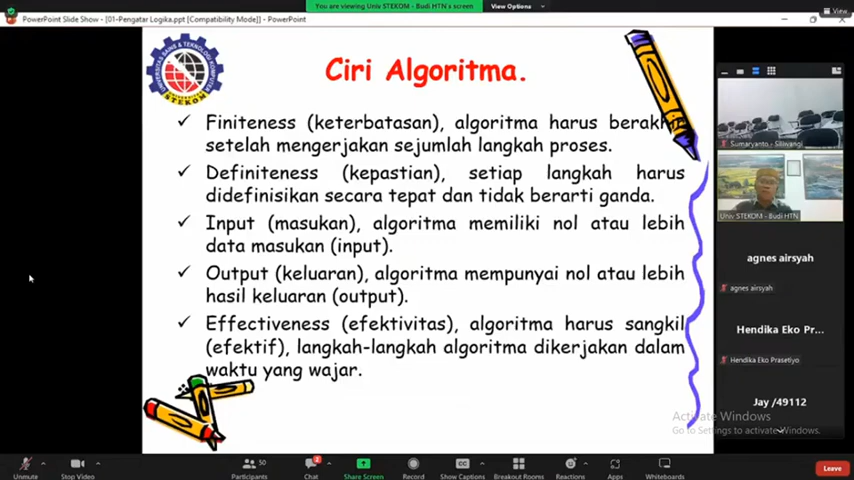 You are viewing Univ STEKOM - Budi HTN's screen
View Options
View
PowerPoint Slide Show - [01-Pengatar Logika.ppt [Compatibility Mode]] - PowerPoint
UNIVERSITAS SAINS & TEKNOLOGI KOMPUTER
STEKOM
Ciri Algoritma.
✓ Finiteness (keterbatasan), algoritma harus berakhir
setelah mengerjakan sejumlah langkah proses.
✓ Definiteness (kepastian), setiap langkah harus
didefinisikan secara tepat dan tidak berarti ganda.
✓ Input (masukan), algoritma memiliki nol atau lebih
data masukan (input).
✓ Output (keluaran), algoritma mempunyai nol atau lebih
hasil keluaran (output).
✓ Effectiveness (efektivitas), algoritma harus sangkil
(efektif), langkah-langkah algoritma dikerjakan dalam
waktu yang wajar.
Sumaryanto - Siliwangi
Univ STEKOM - Budi HTN
agnes airsyah
agnes airsyah
Hendika Eko Pr...
Hendika Eko Prasetiyo
Jay /49112
Activate Windows
Go to Settings to activate Windows.
Unmute
Stop Video
Participants
50
Chat
2
Share Screen
Record
Show Captions
Breakout Rooms
Reactions
Apps
Whiteboards
Leave